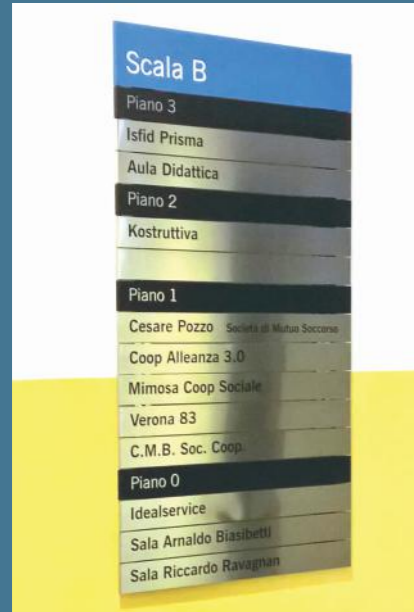 Scala B
Piano 3
Isfid Prisma
Aula Didattica
Piano 2
Kostruttiva
Piano 1
Cesare Pozzo Società di Mutuo Soccorso
Coop Alleanza 3.0
Mimosa Coop Sociale
Verona 83
C.M.B. Soc. Coop.
Piano 0
Idealservice
Sala Arnaldo Biasibetti
Sala Riccardo Ravagnan